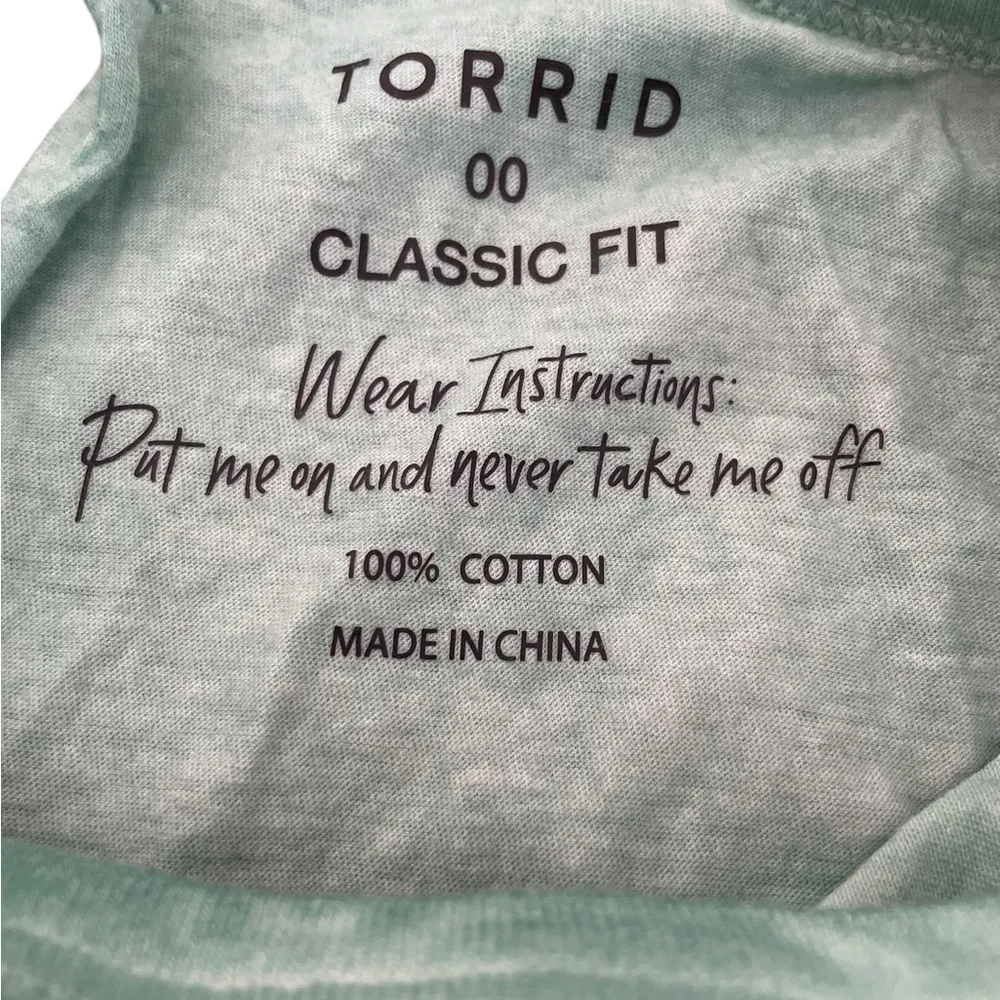 TORRID
00
CLASSIC FIT
Wear Instructions:
Put me on and never take me off
100% COTTON
MADE IN CHINA